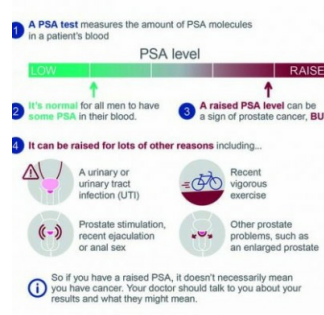 1 A PSA test measures the amount of PSA molecules
in a patient's blood
PSA level
LOW RAISE
2 It's normal for all men to have
some PSA in their blood.
3 A raised PSA level can be
a sign of prostate cancer, BU
4 It can be raised for lots of other reasons including...
A urinary or
urinary tract
infection (UTI)
Recent
vigorous
exercise
Prostate stimulation,
recent ejaculation
or anal sex
Other prostate
problems, such as
an enlarged prostate
i So if you have a raised PSA, it doesn't necessarily mean
you have cancer. Your doctor should talk to you about your
results and what they might mean.